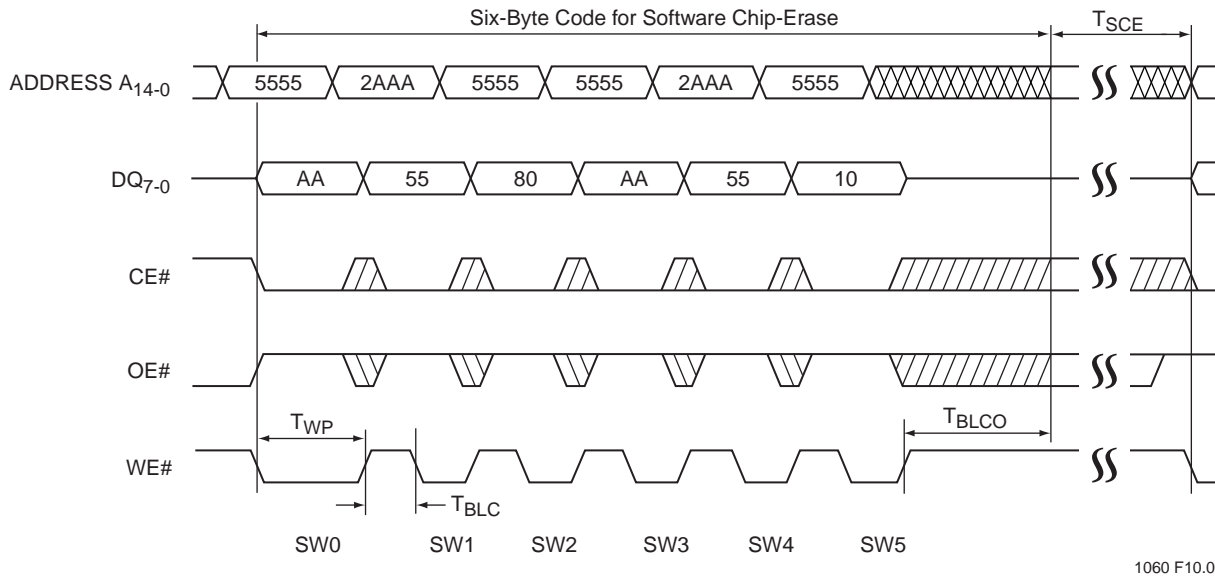 Six-Byte Code for Software Chip-Erase TSCE
ADDRESS A14-0 5555 2AAA 5555 5555 2AAA 5555
DQ7-0 AA 55 80 AA 55 10
CE#
OE#
TWP TBLCO
WE#
TBLC
SW0 SW1 SW2 SW3 SW4 SW5
1060 F10.0